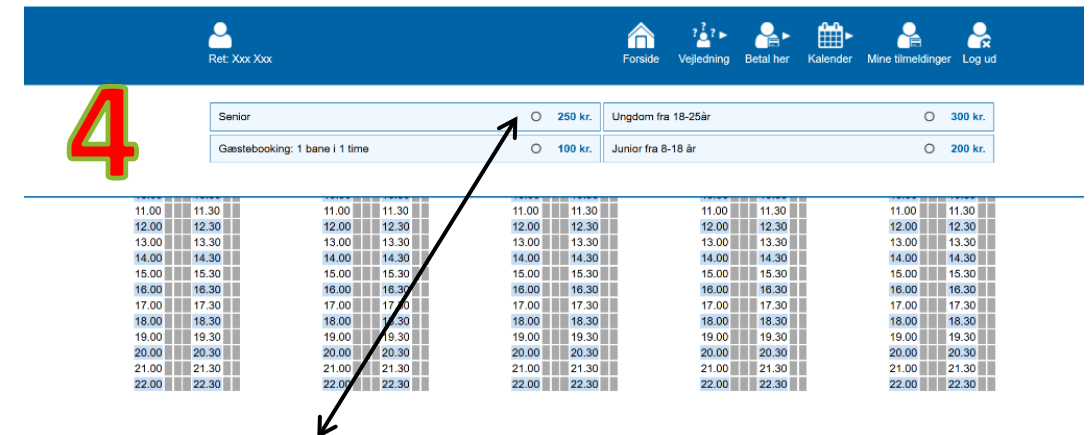 Ret: Xxx Xxx
Forside Vejledning Betal her Kalender Mine tilmeldinger Log ud
4
Senior 250 kr. Ungdom fra 18-25år 300 kr.
Gæstebooking: 1 bane i 1 time 100 kr. Junior fra 8-18 år 200 kr.
11.00 11.30 11.00 11.30 11.00 11.30 11.00 11.30 11.00 11.30
12.00 12.30 12.00 12.30 12.00 12.30 12.00 12.30 12.00 12.30
13.00 13.30 13.00 13.30 13.00 13.30 13.00 13.30 13.00 13.30
14.00 14.30 14.00 14.30 14.00 14.30 14.00 14.30 14.00 14.30
15.00 15.30 15.00 15.30 15.00 15.30 15.00 15.30 15.00 15.30
16.00 16.30 16.00 16.30 16.00 16.30 16.00 16.30 16.00 16.30
17.00 17.30 17.00 17.30 17.00 17.30 17.00 17.30 17.00 17.30
18.00 18.30 18.00 18.30 18.00 18.30 18.00 18.30 18.00 18.30
19.00 19.30 19.00 19.30 19.00 19.30 19.00 19.30 19.00 19.30
20.00 20.30 20.00 20.30 20.00 20.30 20.00 20.30 20.00 20.30
21.00 21.30 21.00 21.30 21.00 21.30 21.00 21.30 21.00 21.30
22.00 22.30 22.00 22.30 22.00 22.30 22.00 22.30 22.00 22.30